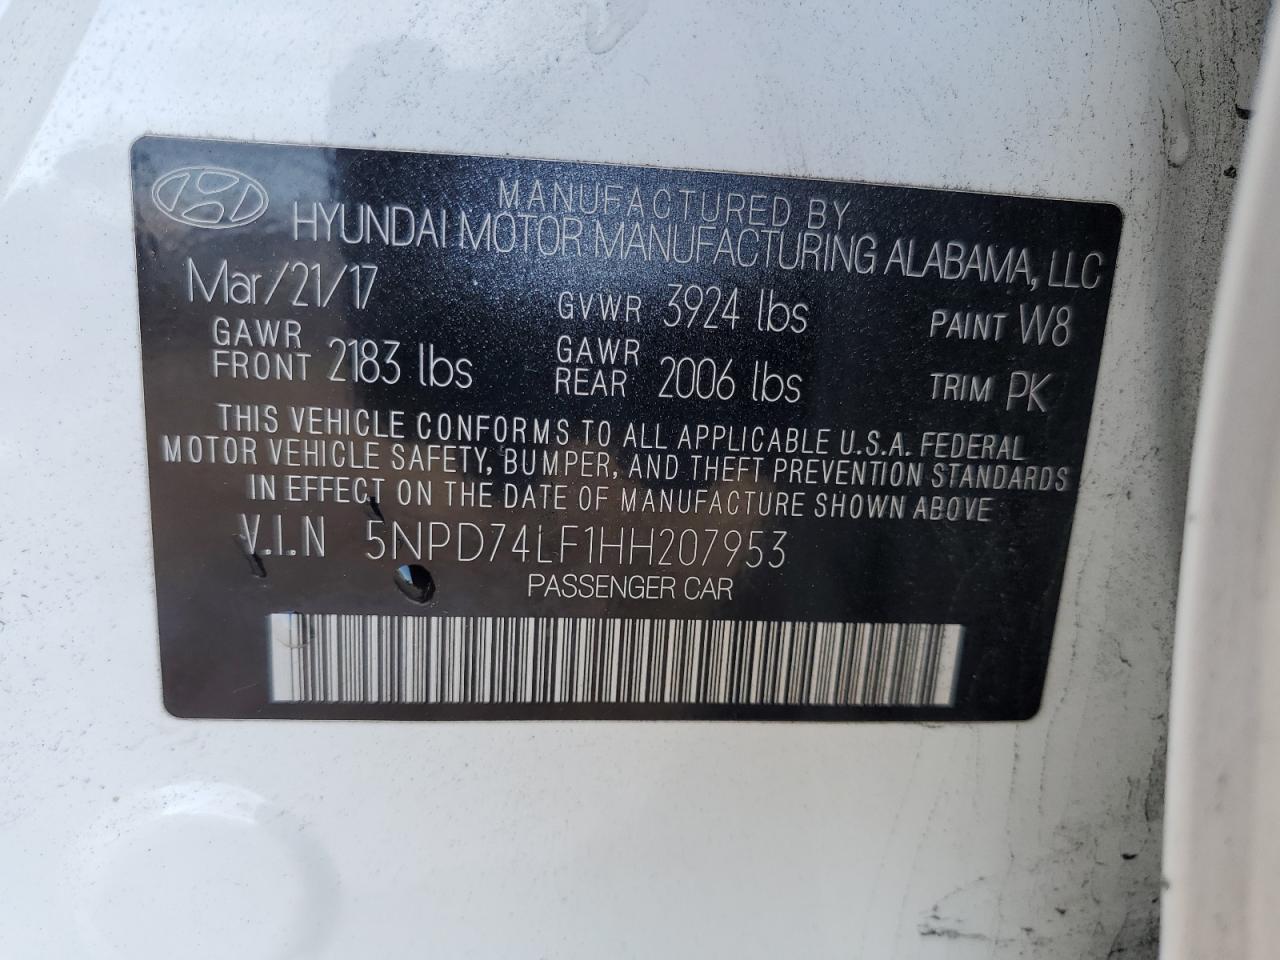 MANUFACTURED BY
HYUNDAI MOTOR MANUFACTURING ALABAMA, LLC
Mar/21/17 GVWR 3924 lbs PAINT W8
GAWR FRONT 2183 lbs GAWR REAR 2006 lbs TRIM PK
THIS VEHICLE CONFORMS TO ALL APPLICABLE U.S.A. FEDERAL
MOTOR VEHICLE SAFETY, BUMPER, AND THEFT PREVENTION STANDARDS
IN EFFECT ON THE DATE OF MANUFACTURE SHOWN ABOVE
V.I.N 5NPD74LF1HH207953
PASSENGER CAR